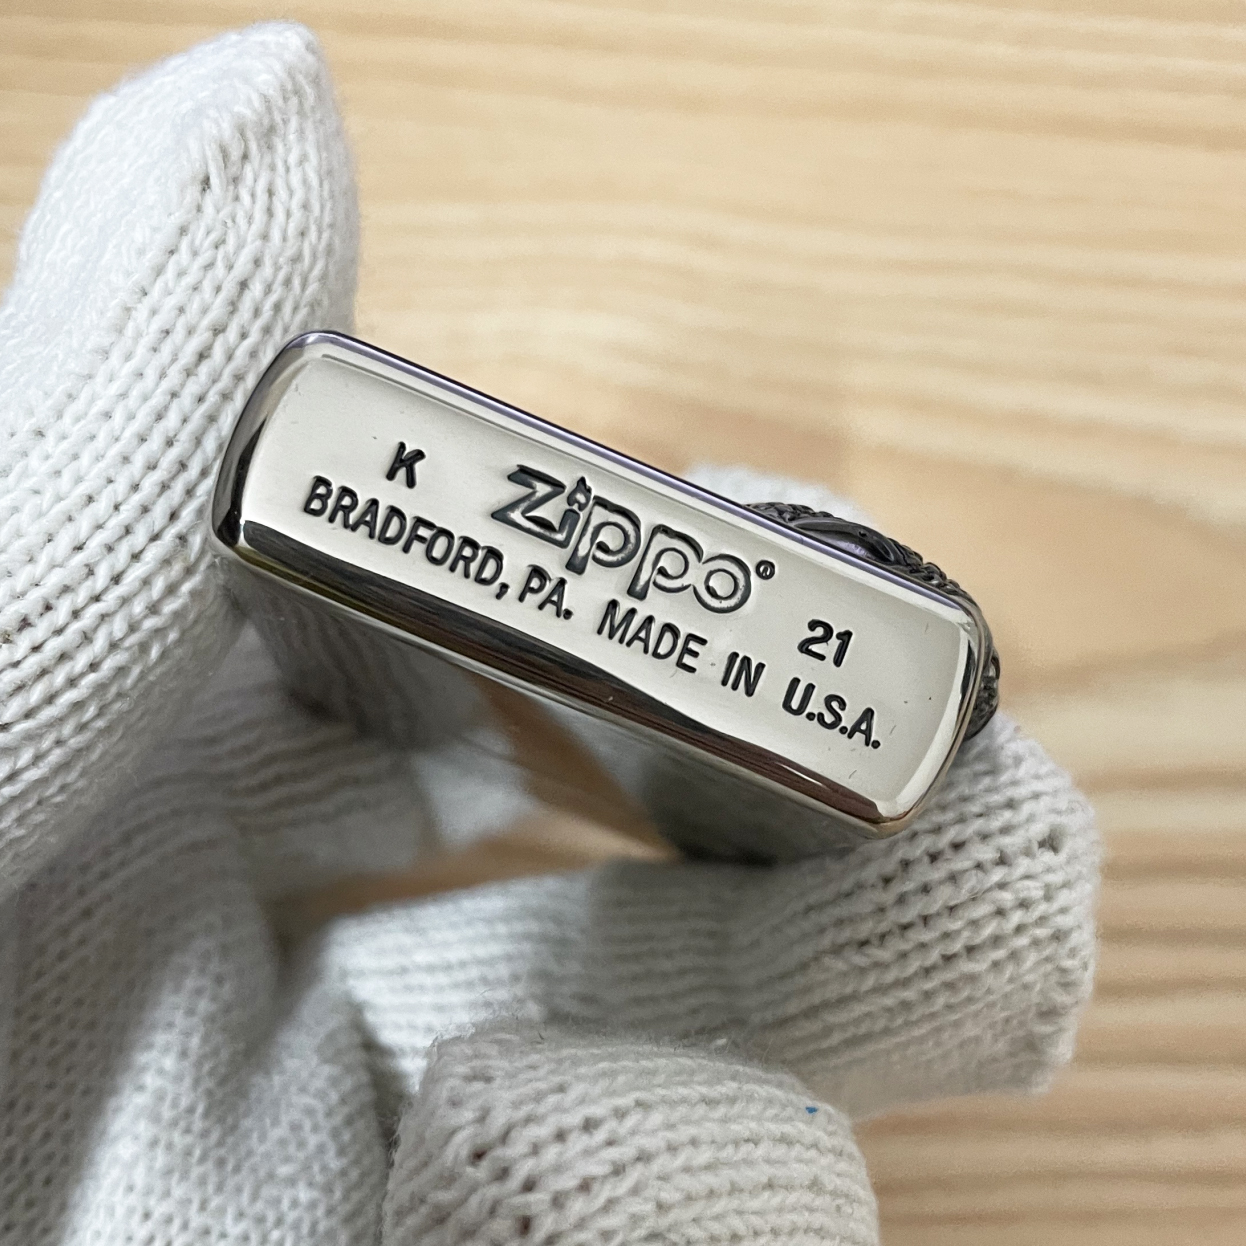 K Zippo® 21
BRADFORD, PA. MADE IN U.S.A.